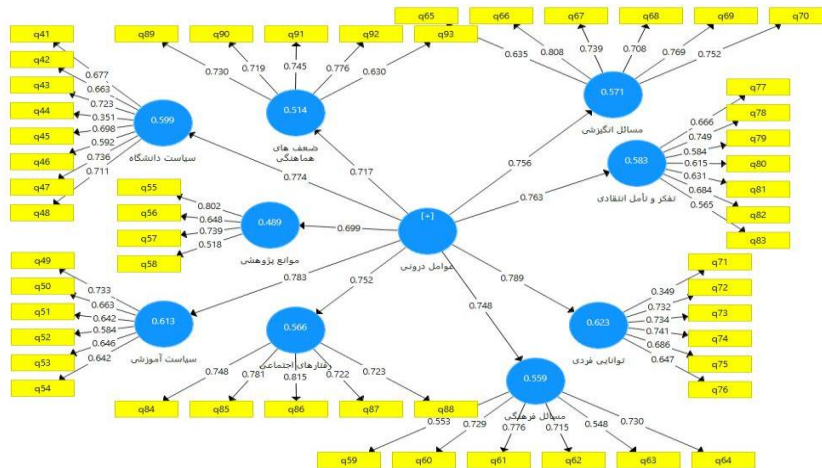 q41
q42
q43
q44
q45
q46
q47
q48
0.677
0.663
0.723
0.351
0.698
0.592
0.736
0.711
0.599
سیاست دانشگاه
q89
q90
q91
q92
q93
0.730
0.719
0.745
0.776
0.630
0.514
ضعف های
هماهنگی
q65
q66
q67
q68
q69
q70
0.635
0.808
0.739
0.708
0.769
0.752
0.571
مسائل انگیزشی
q77
q78
q79
q80
q81
q82
q83
0.666
0.749
0.584
0.615
0.631
0.684
0.565
0.583
تفکر و تأمل انتقادی
0.774
0.717
0.756
0.763
q55
q56
q57
q58
0.802
0.648
0.739
0.518
0.489
موانع پژوهشی
0.699
[+]
عوامل درونی
0.783
0.752
0.748
0.789
q49
q50
q51
q52
q53
q54
0.733
0.663
0.642
0.584
0.646
0.642
0.613
سیاست آموزشی
0.566
رفتارهای اجتماعی
0.748
0.781
0.815
0.722
0.723
q84
q85
q86
q87
q88
q71
q72
q73
q74
q75
q76
0.349
0.732
0.734
0.741
0.686
0.647
0.623
توانایی فردی
0.559
مسائل فرهنگی
0.553
0.729
0.776
0.715
0.548
0.730
q59
q60
q61
q62
q63
q64